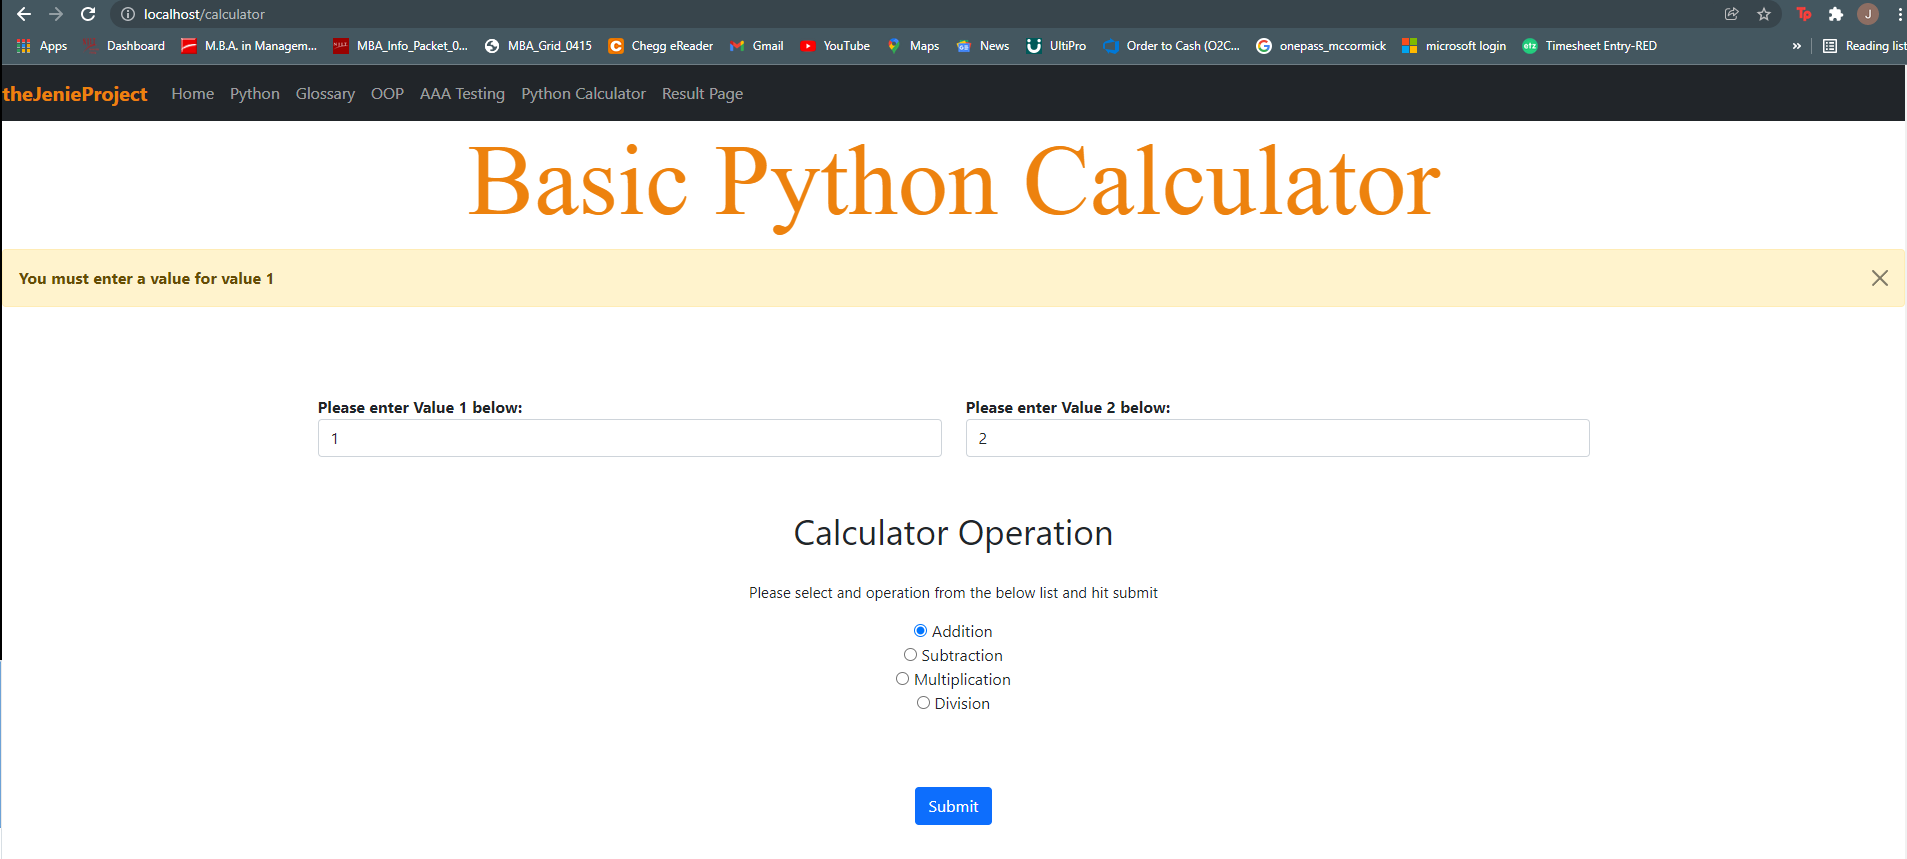 localhost/calculator
Tp
J
Apps Dashboard M.B.A. in Managem... MBA_Info_Packet_0... MBA_Grid_0415 Chegg eReader Gmail YouTube Maps News UltiPro Order to Cash (O2C... onepass_mccormick microsoft login Timesheet Entry-RED » Reading list
theJenieProject Home Python Glossary OOP AAA Testing Python Calculator Result Page
Basic Python Calculator
You must enter a value for value 1
Please enter Value 1 below: Please enter Value 2 below:
1 2
Calculator Operation
Please select and operation from the below list and hit submit
Addition
Subtraction
Multiplication
Division
Submit